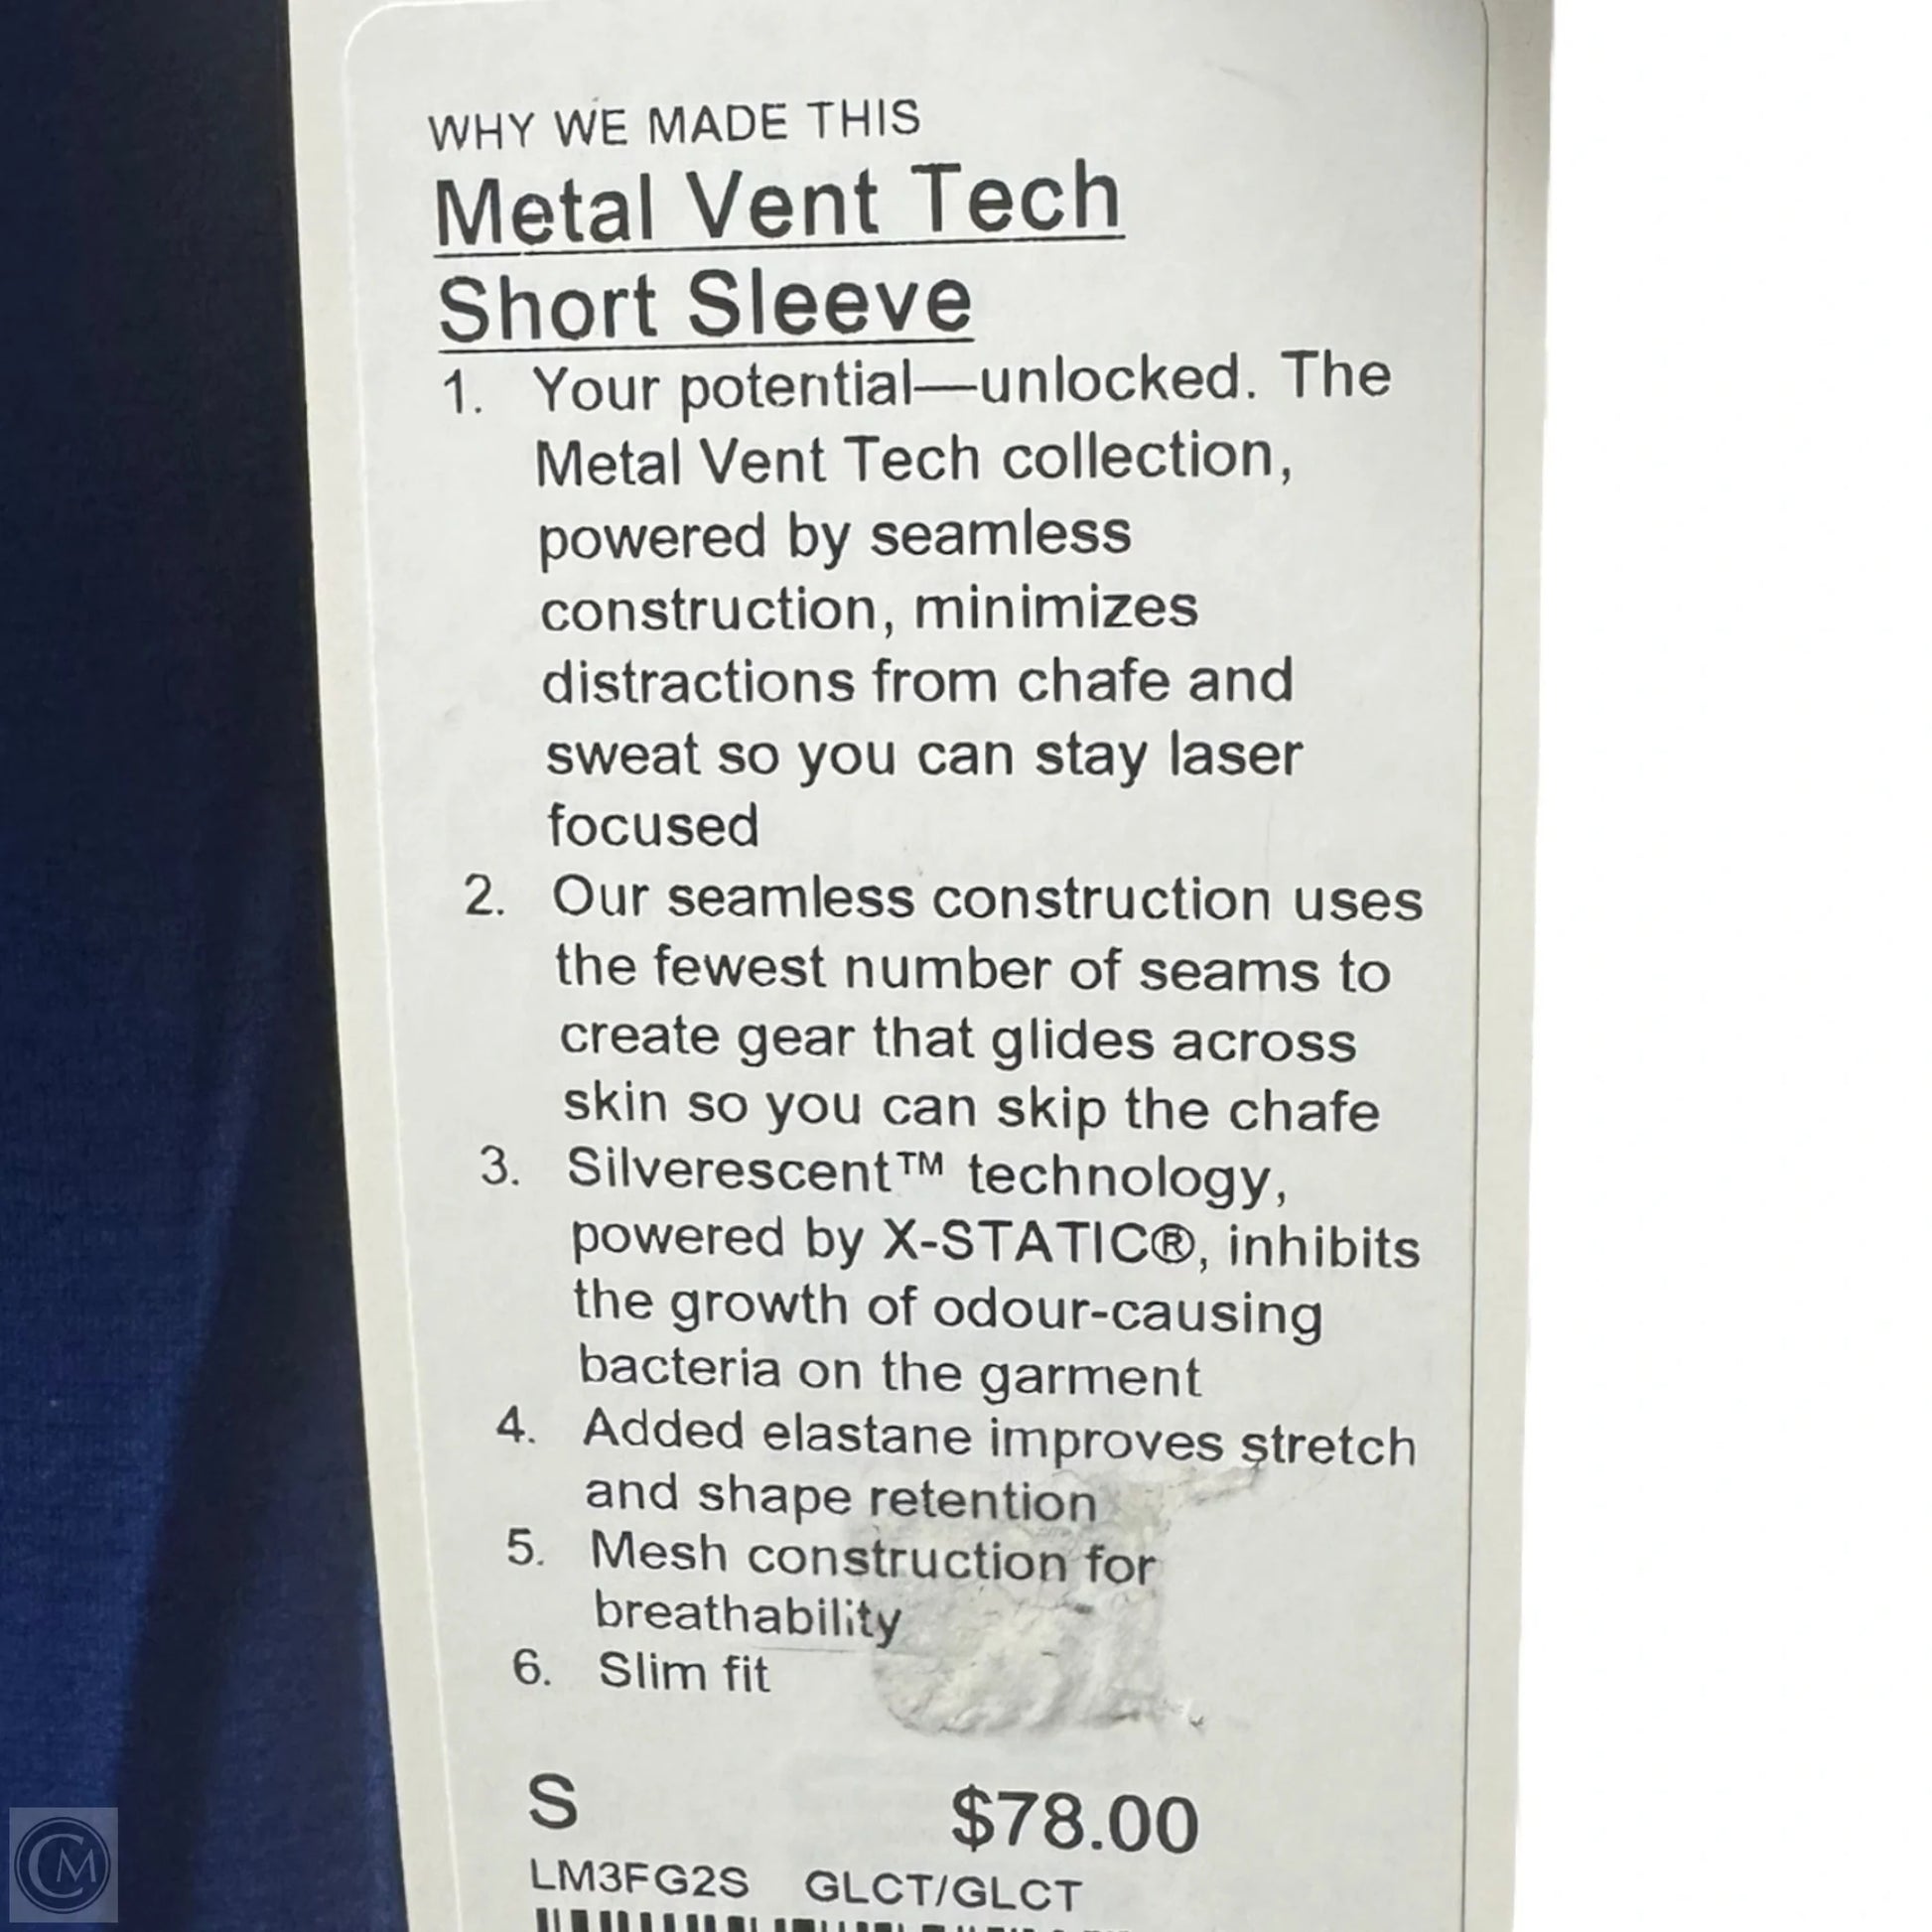 WHY WE MADE THIS
Metal Vent Tech
Short Sleeve
1. Your potential—unlocked. The
Metal Vent Tech collection,
powered by seamless
construction, minimizes
distractions from chafe and
sweat so you can stay laser
focused
2. Our seamless construction uses
the fewest number of seams to
create gear that glides across
skin so you can skip the chafe
3. Silverescent™ technology,
powered by X-STATIC®, inhibits
the growth of odour-causing
bacteria on the garment
4. Added elastane improves stretch
and shape retention
5. Mesh construction for
breathability
6. Slim fit
S $78.00
LM3FG2S GLCT/GLCT
CM